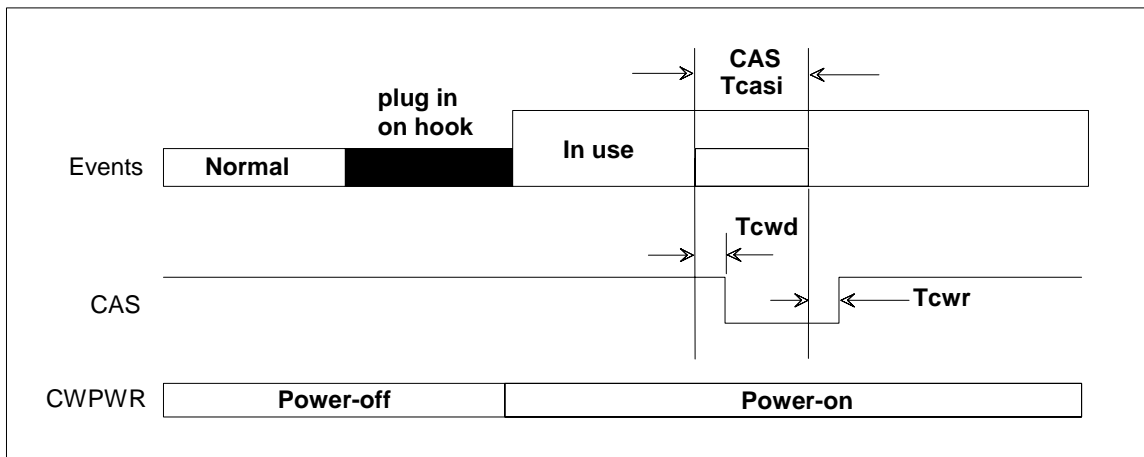 CAS
Tcasi
plug in
on hook
Events
Normal
In use
Tcwd
CAS
Tcwr
CWPWR
Power-off
Power-on